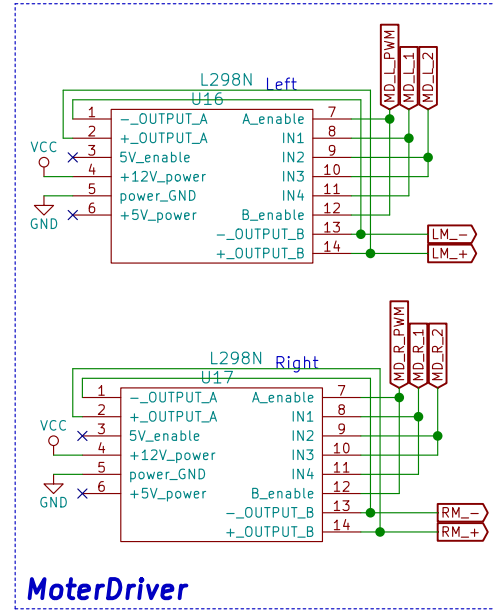 MD_L_PWM
MD_L_1
MD_L_2
L298N
Left
U16
1 -_OUTPUT_A A_enable 7
2 +_OUTPUT_A IN1 8
VCC
3 5V_enable IN2 9
4 +12V_power IN3 10
5 power_GND IN4 11
6 +5V_power B_enable 12
GND
-_OUTPUT_B 13 LM_-
+_OUTPUT_B 14 LM_+
MD_R_PWM
MD_R_1
MD_R_2
L298N
Right
U17
1 -_OUTPUT_A A_enable 7
2 +_OUTPUT_A IN1 8
VCC
3 5V_enable IN2 9
4 +12V_power IN3 10
5 power_GND IN4 11
6 +5V_power B_enable 12
GND
-_OUTPUT_B 13 RM_-
+_OUTPUT_B 14 RM_+
MoterDriver